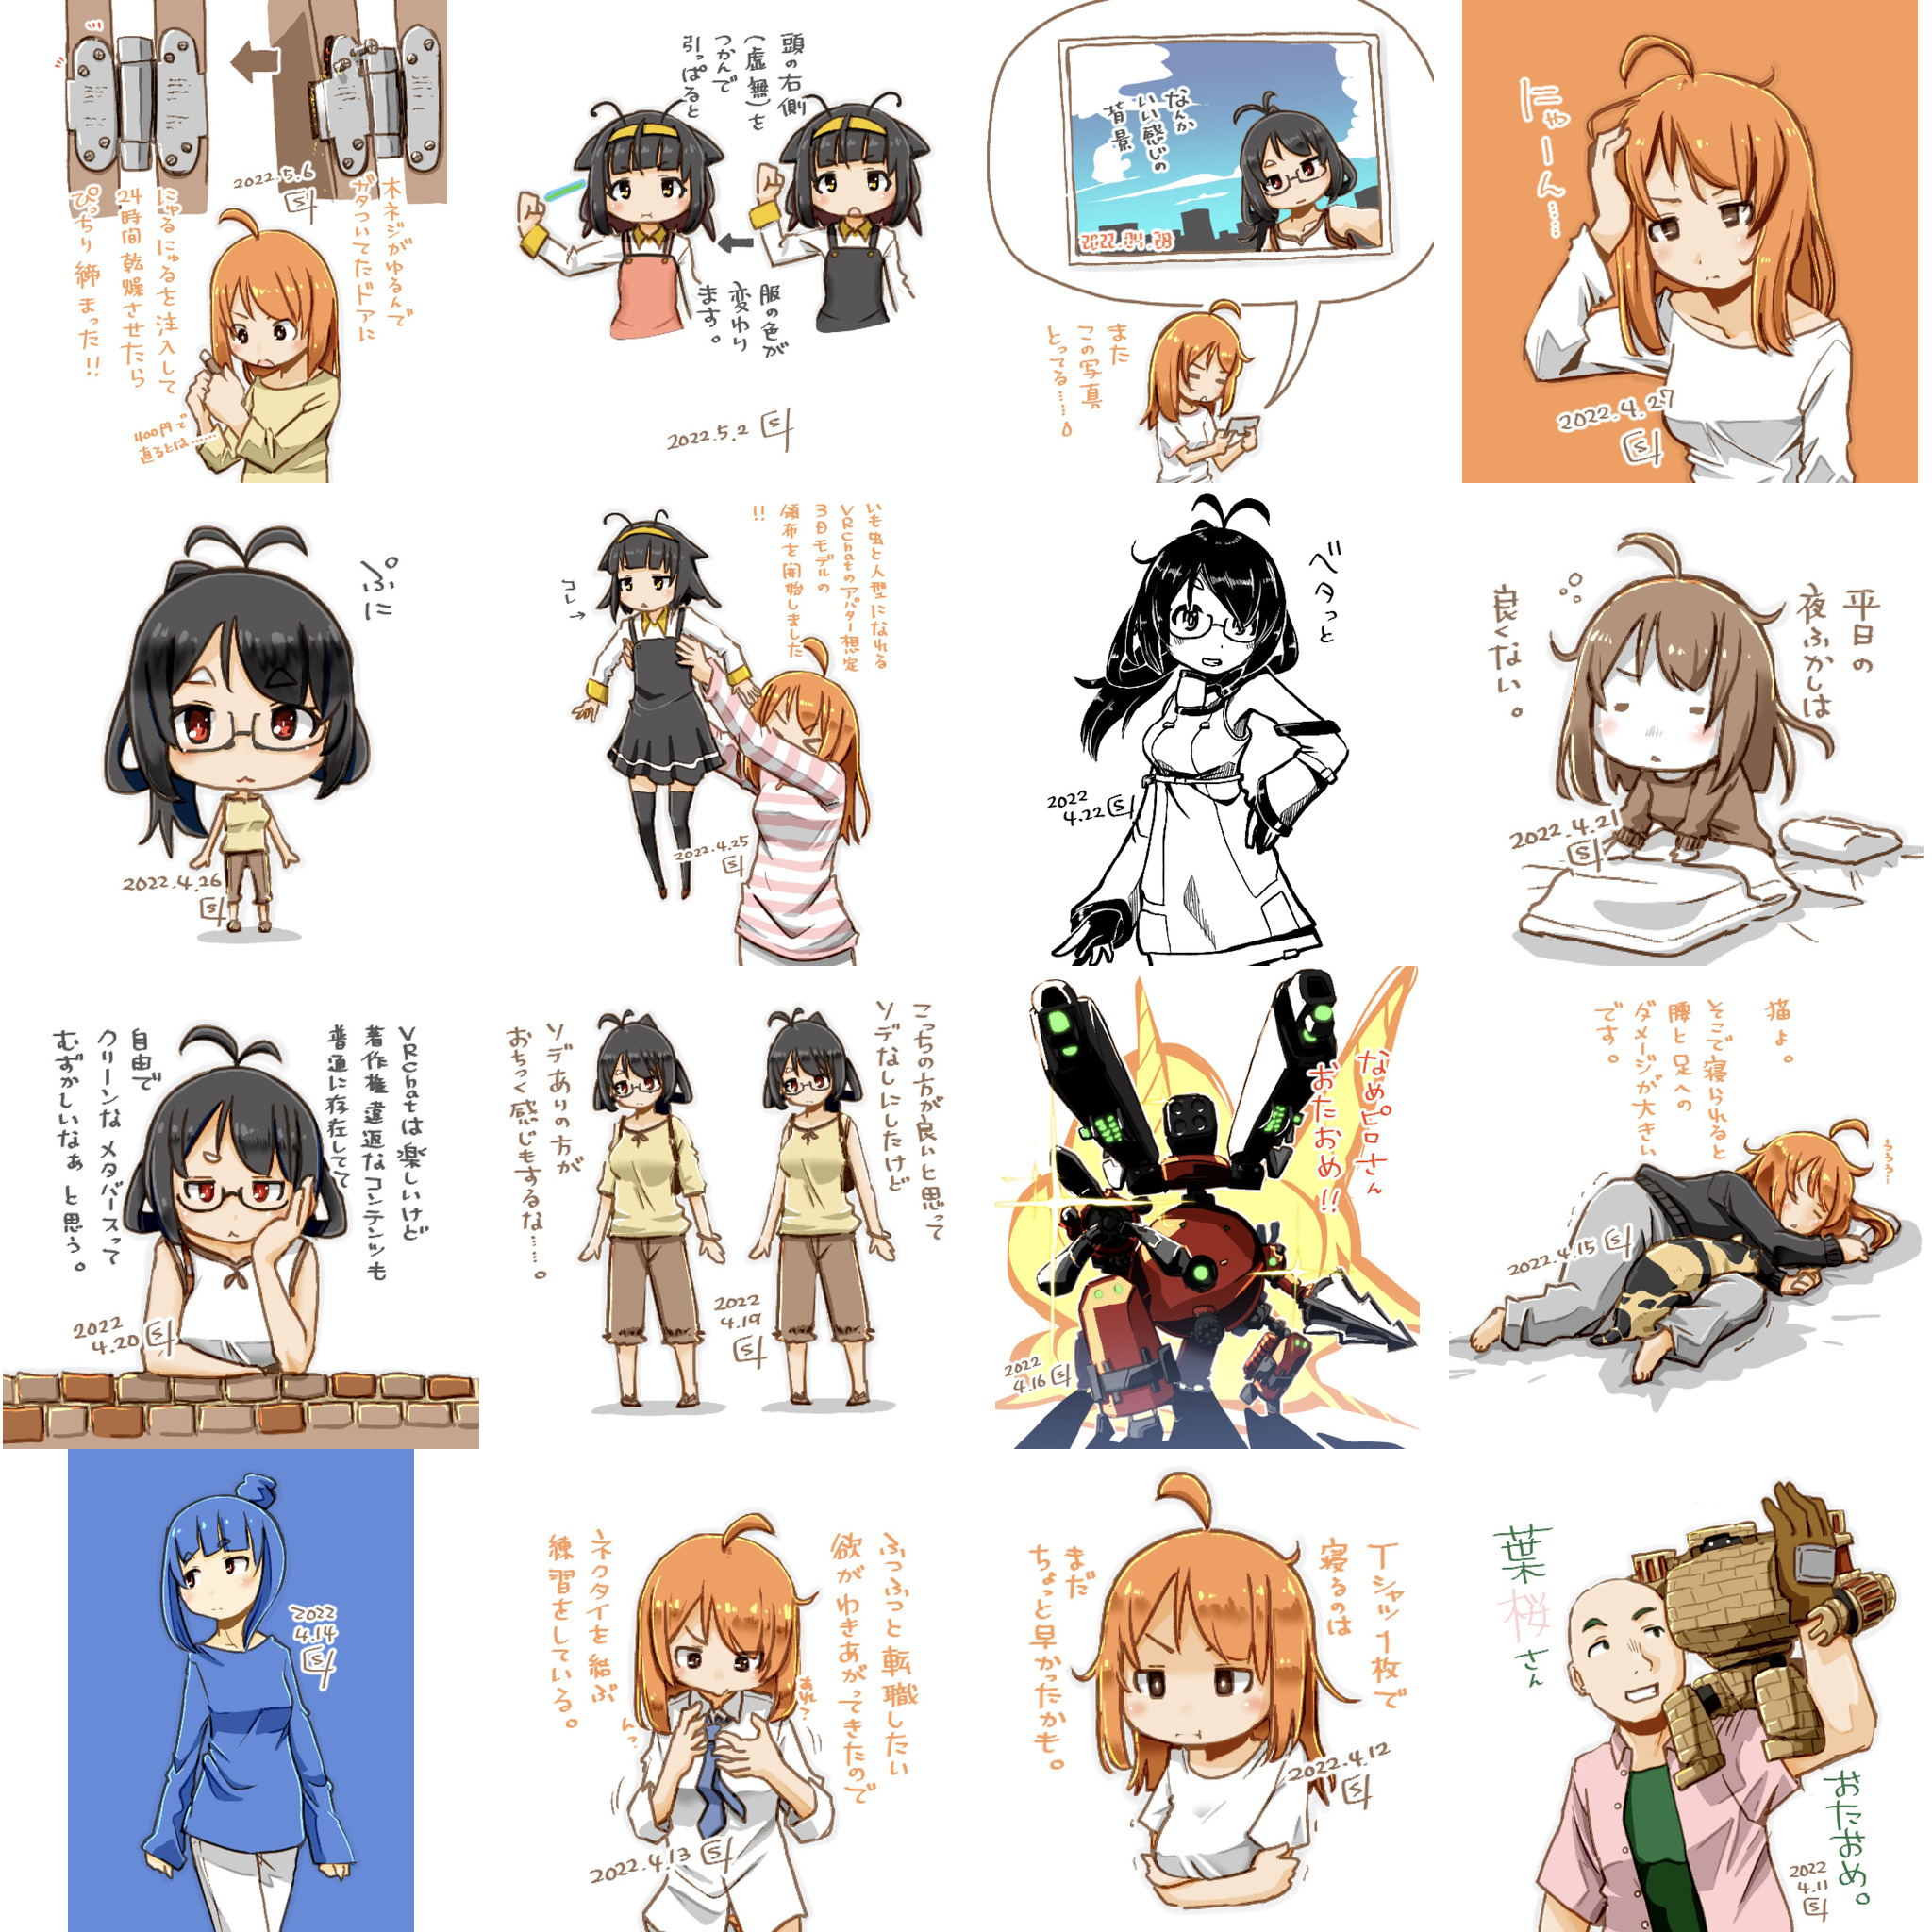 木ネジがゆるんで
ガタついてたドアに
にゅるにゅるを注入して
24時間乾燥させたら
ぴっちり締まった!!
400円で
直るとは……
2022.5.6
頭の右側
(虚無)を
つかんで
引っぱると
服の色が
変わり
ます。
2022.5.2
なんか
いい感じの
背景
2022.04.28
また
この写真
とってる……
にゃーん……
2022.4.27
ぷに
2022.4.26
いも虫と人型になれる
VRChatのアバター想定
3Dモデルの
頒布を開始しました
!!
コレ→
2022.4.25
ベタっと
2022
4.22
平日の
夜ふかしは
良くない。
2022.4.21
VRChatは楽しいけど
著作権違反なコンテンツも
普通に存在してて
自由で
クリーンなメタバースって
むずかしいなぁと思う。
2022
4.20
こっちの方が良いと思って
ソデなしにしたけど
ソデありの方が
おちつく感じもするな……。
2022
4.19
なめピロさん
おたおめ!!
2022
4.16
猫よ。
そこで寝られると
腰と足への
ダメージが大きい
です。
うろろ…
2022.4.15
2022
4.14
ふつふつと転職したい
欲がわきあがってきたので
ネクタイを結ぶ
練習をしている。
あれ?
ん?
2022.4.13
Tシャツ1枚で
寝るのは
まだ
ちょっと早かったかも。
2022.4.12
葉桜さん
おたおめ。
2022
4.11